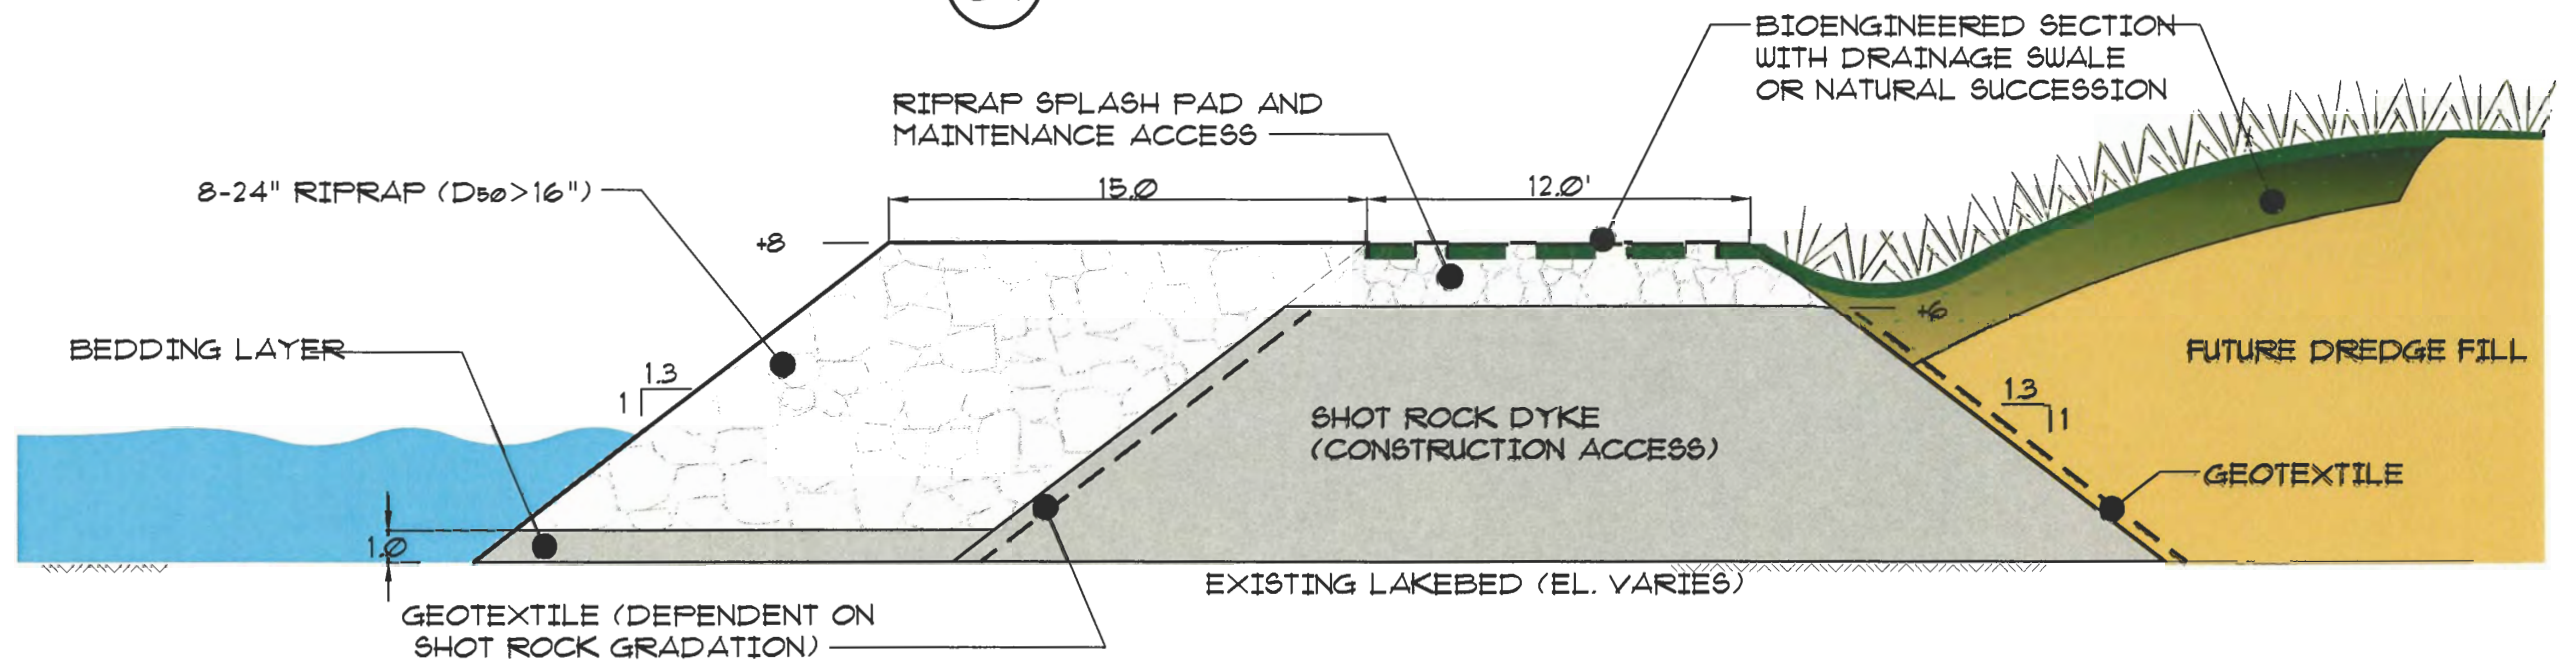 BIOENGINEERED SECTION
WITH DRAINAGE SWALE
OR NATURAL SUCCESSION
RIPRAP SPLASH PAD AND
MAINTENANCE ACCESS
8-24" RIPRAP (D50>16")
15.0
12.0'
+8
BEDDING LAYER
+6
1.3
1
FUTURE DREDGE FILL
1.3
1
SHOT ROCK DYKE
(CONSTRUCTION ACCESS)
GEOTEXTILE
1.0
EXISTING LAKEBED (EL. VARIES)
GEOTEXTILE (DEPENDENT ON
SHOT ROCK GRADATION)